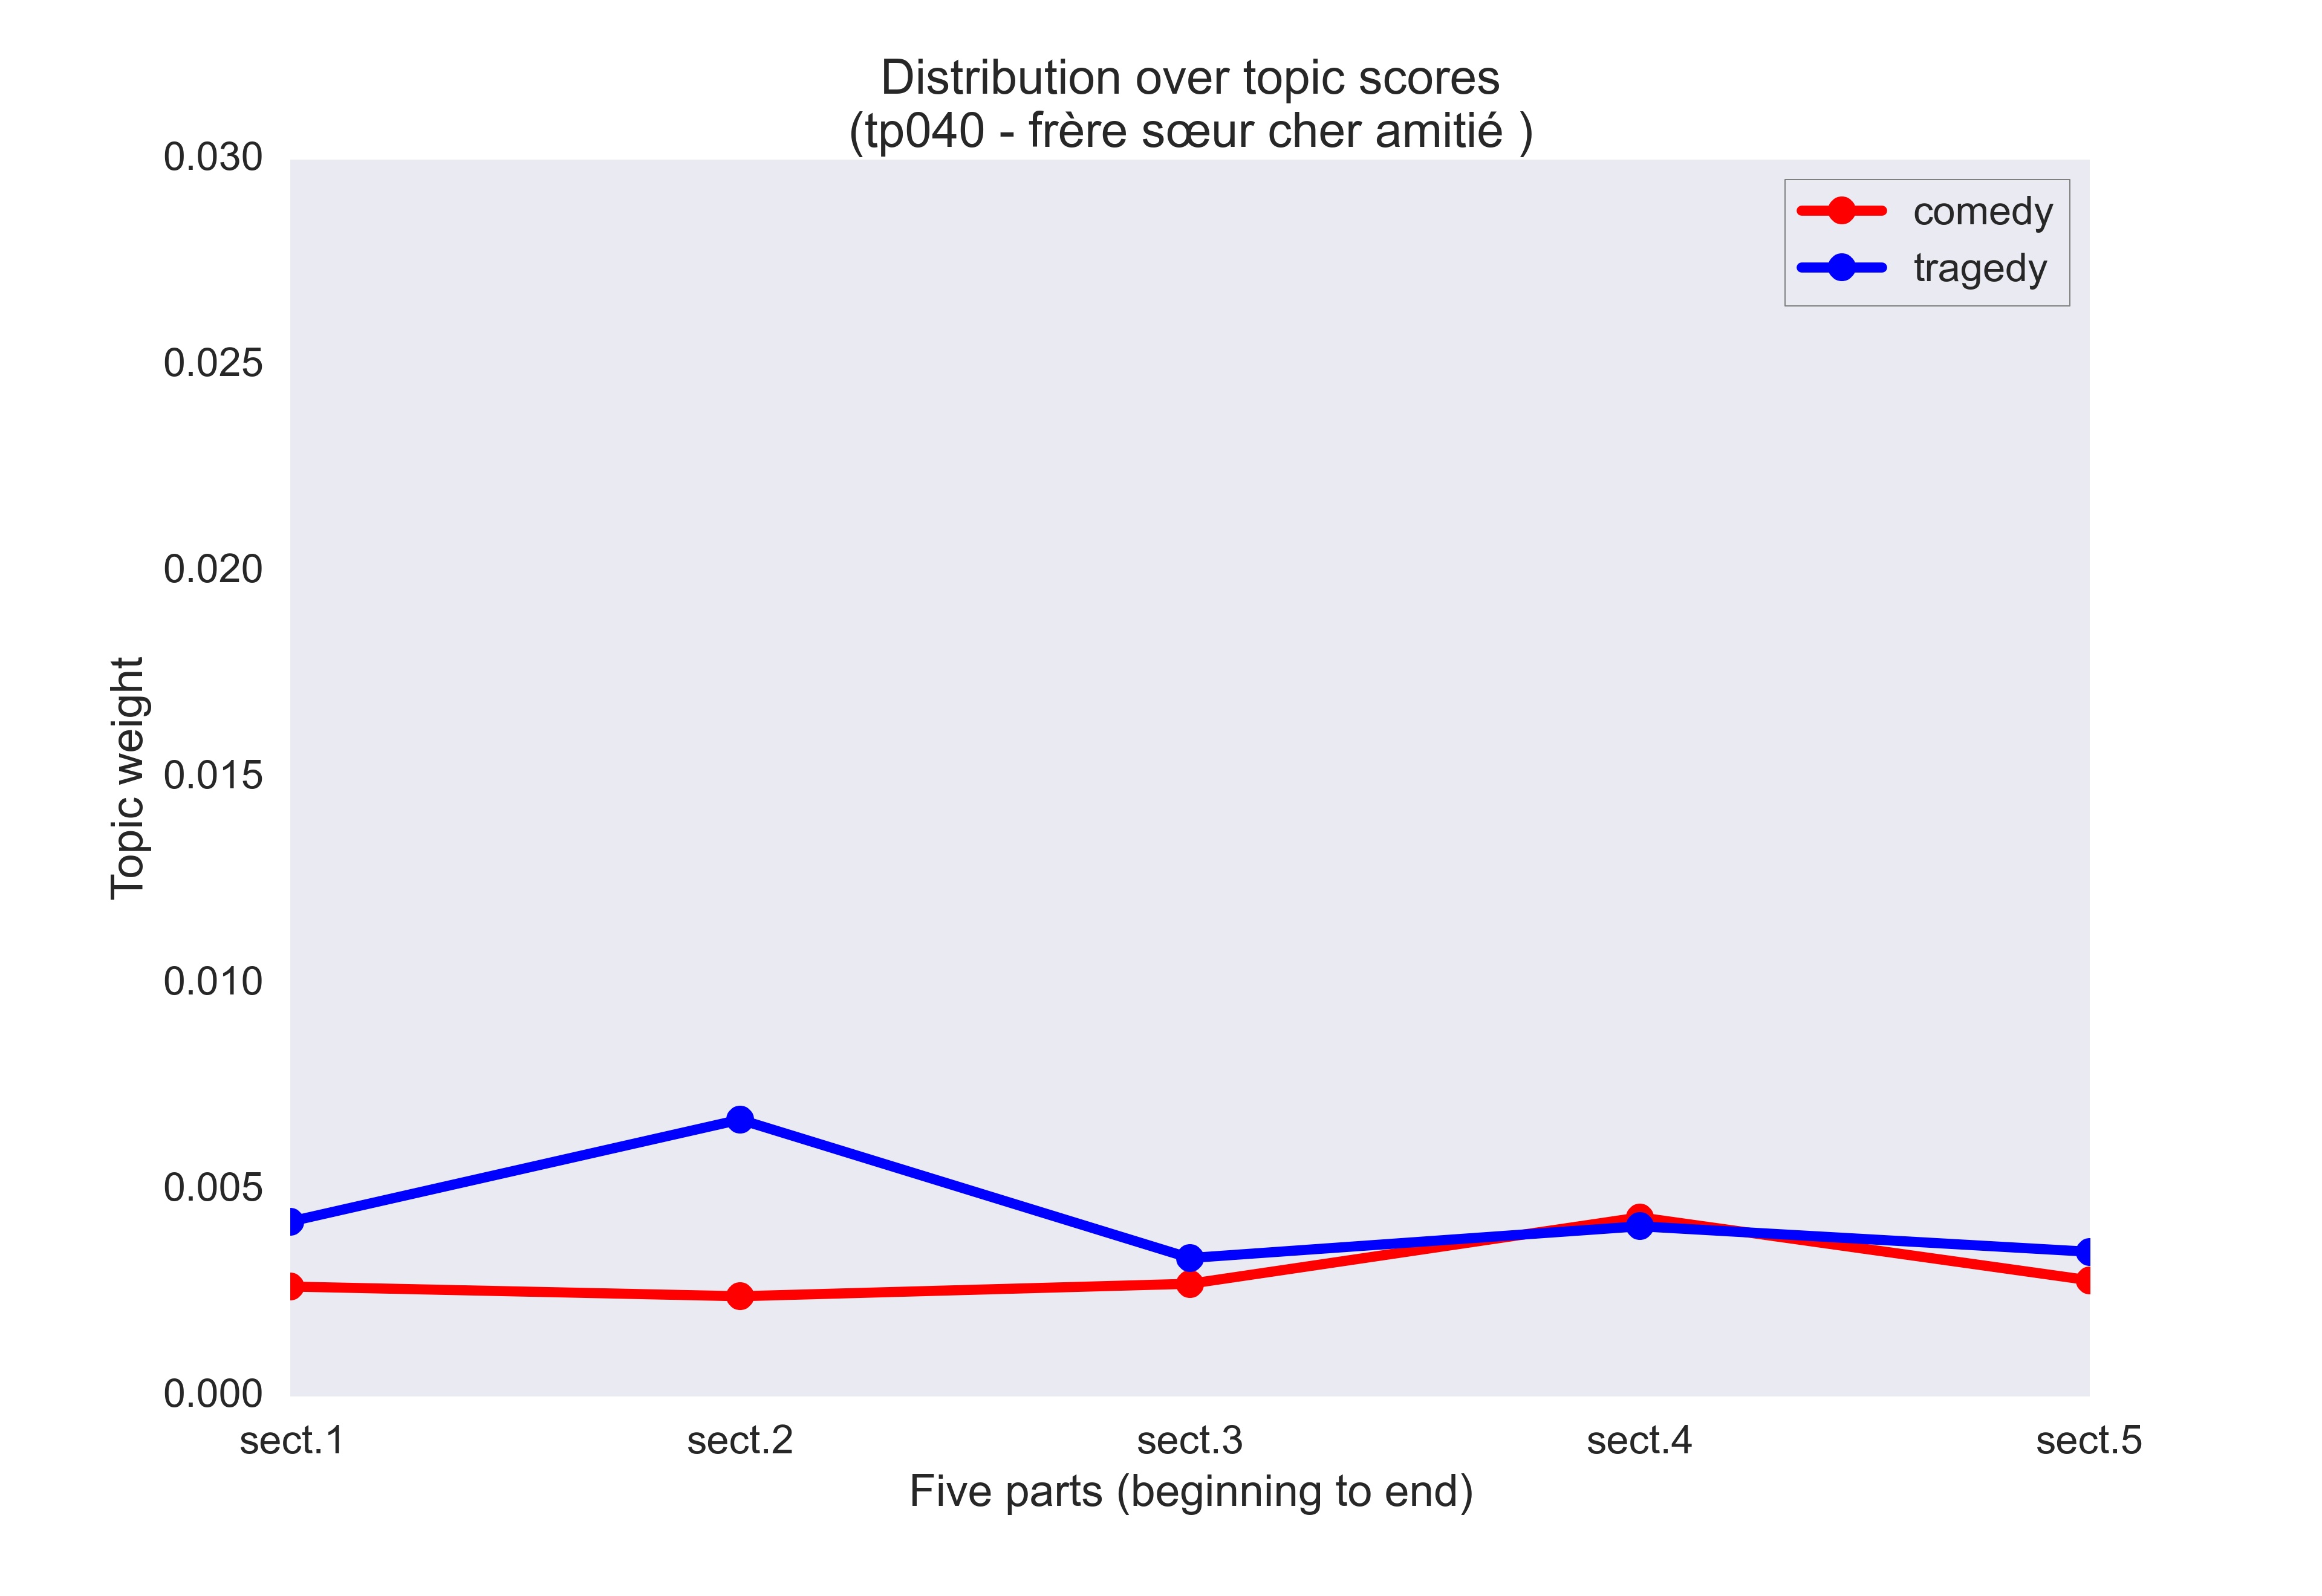 Distribution over topic scores
(tp040 - frère sœur cher amitié )
0.030
0.025
0.020
0.015
0.010
0.005
0.000
Topic weight
comedy
tragedy
sect.1
sect.2
sect.3
sect.4
sect.5
Five parts (beginning to end)